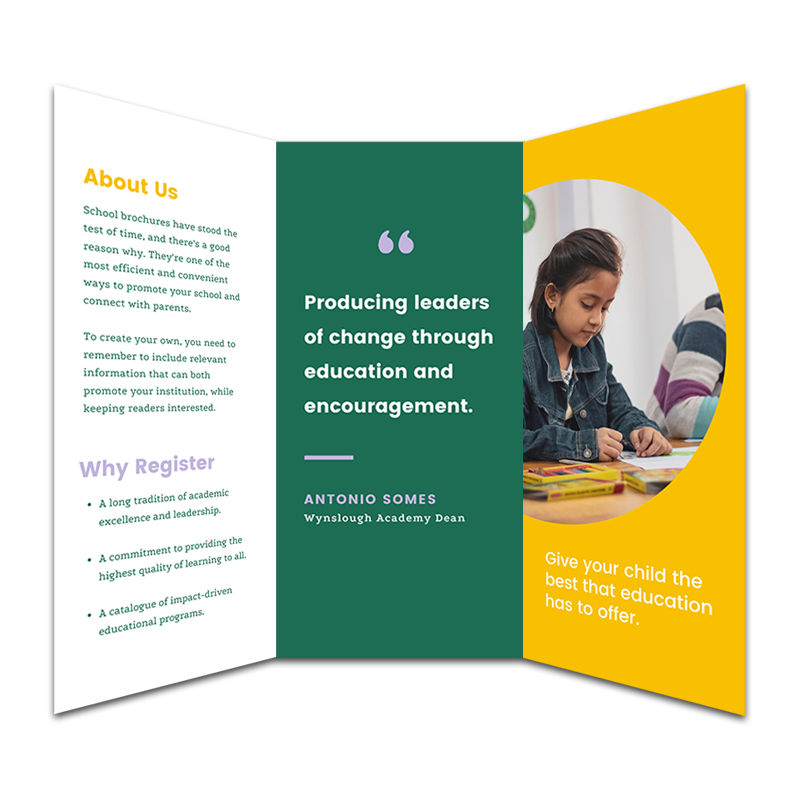 About Us
School brochures have stood the
test of time, and there's a good
reason why. They're one of the
most efficient and convenient
ways to promote your school and
connect with parents.
To create your own, you need to
remember to include relevant
information that can both
promote your institution, while
keeping readers interested.
Why Register
• A long tradition of academic
excellence and leadership.
• A commitment to providing the
highest quality of learning to all.
• A catalogue of impact-driven
educational programs.
“
Producing leaders
of change through
education and
encouragement.
ANTONIO SOMES
Wynslough Academy Dean
Give your child the
best that education
has to offer.